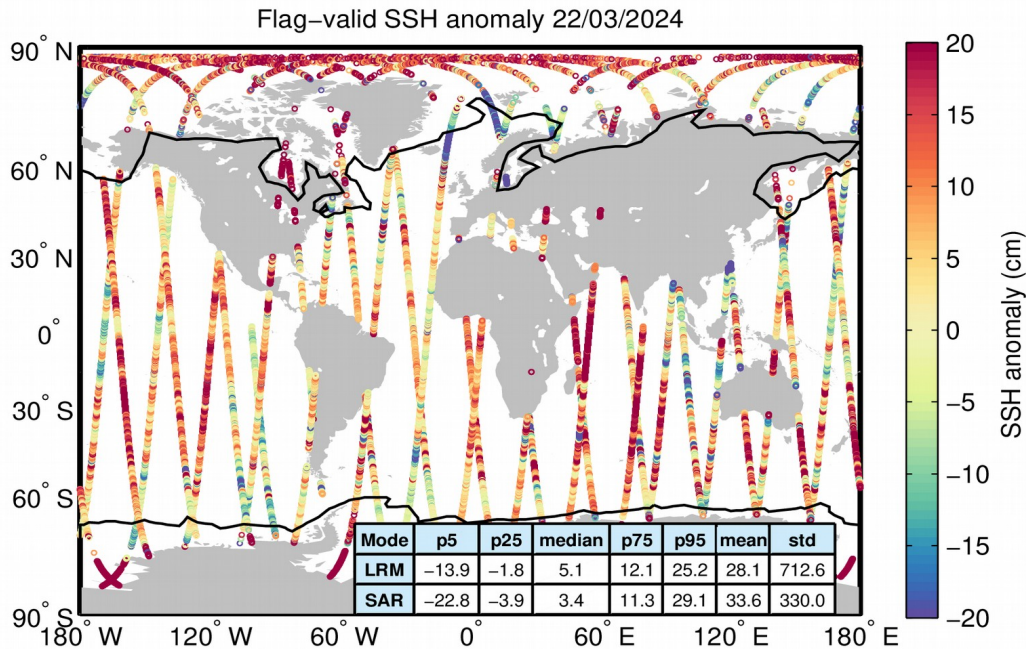 Flag−valid SSH anomaly 22/03/2024
90° N
60° N
30° N
0°
30° S
60° S
90° S
180° W
120° W
60° W
0°
60° E
120° E
180° E
Mode p5 p25 median p75 p95 mean std
LRM −13.9 −1.8 5.1 12.1 25.2 28.1 712.6
SAR −22.8 −3.9 3.4 11.3 29.1 33.6 330.0
20
15
10
5
0
−5
−10
−15
−20
SSH anomaly (cm)